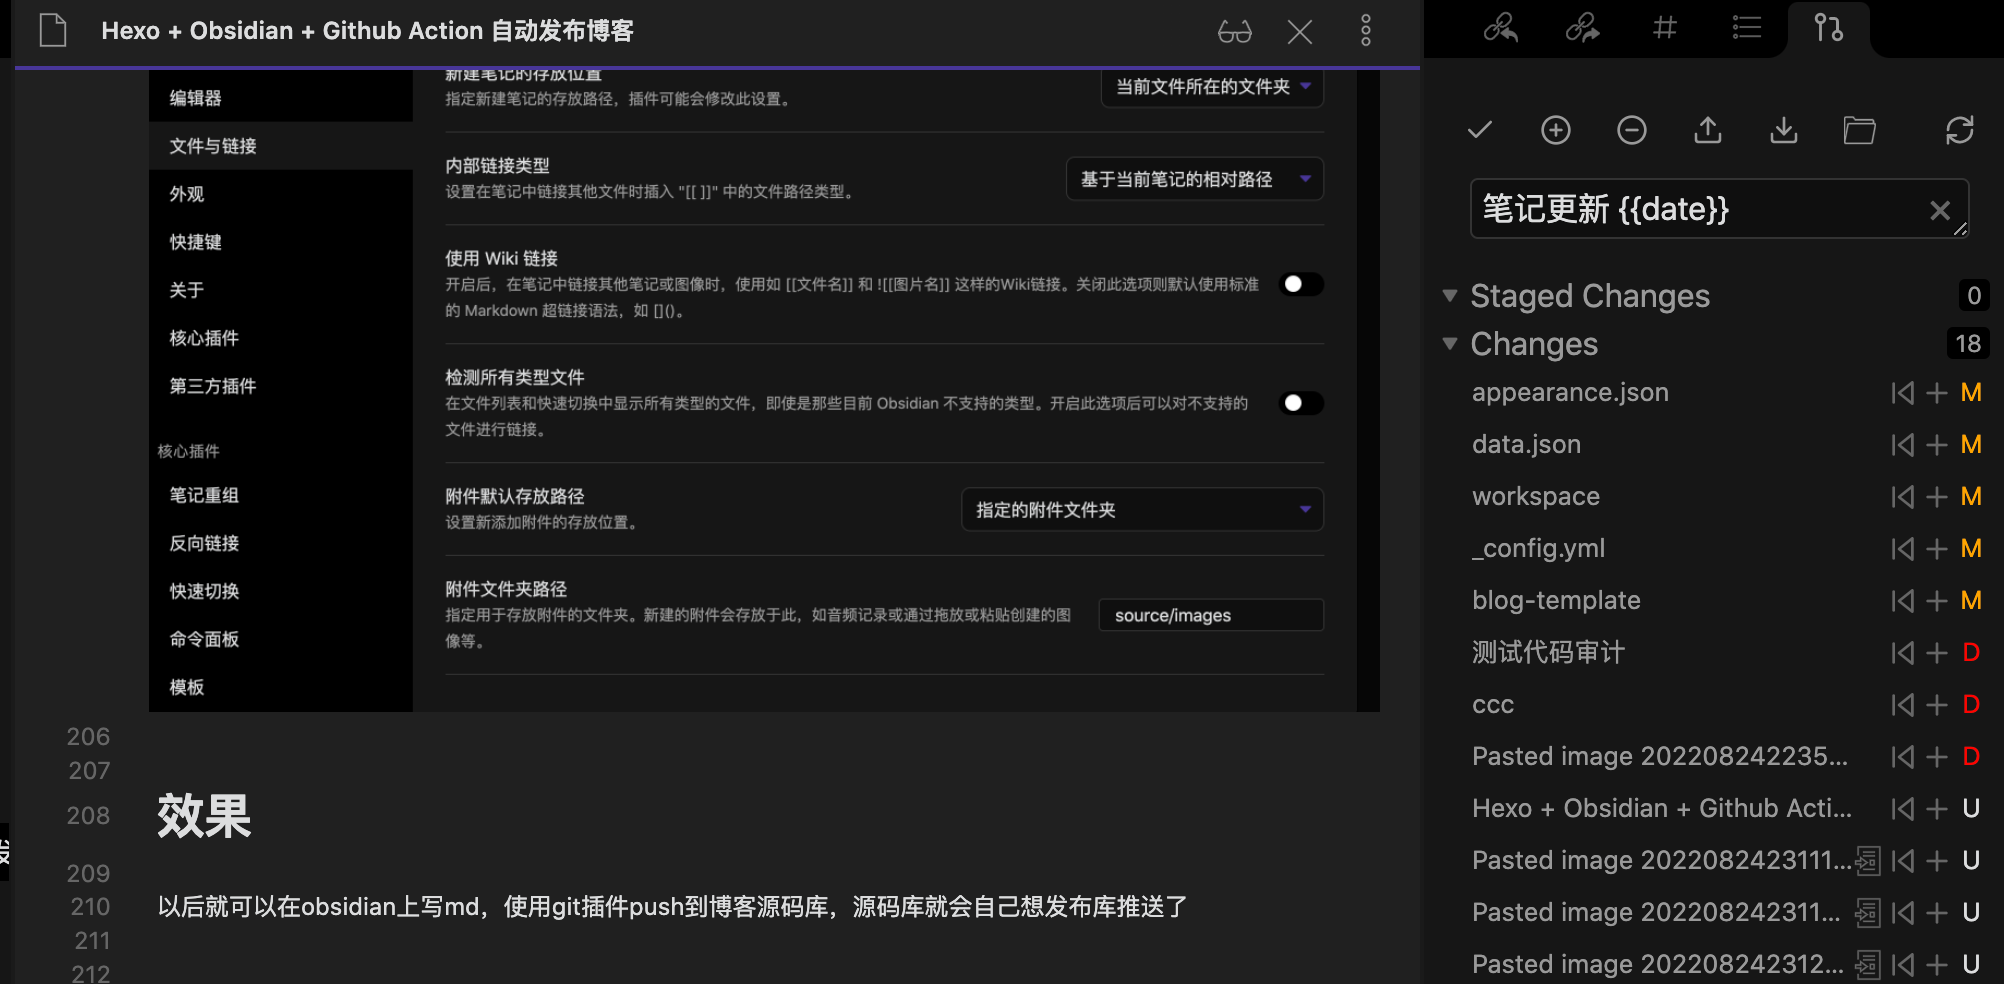 Hexo + Obsidian + Github Action 自动发布博客
编辑器
文件与链接
外观
快捷键
关于
核心插件
第三方插件
核心插件
笔记重组
反向链接
快速切换
命令面板
模板
新建笔记的存放位置
指定新建笔记的存放路径，插件可能会修改此设置。
当前文件所在的文件夹
内部链接类型
设置在笔记中链接其他文件时插入 "[[ ]]" 中的文件路径类型。
基于当前笔记的相对路径
使用 Wiki 链接
开启后，在笔记中链接其他笔记或图像时，使用如 [[文件名]] 和 ![[图片名]] 这样的Wiki链接。关闭此选项则默认使用标准
的 Markdown 超链接语法，如 []()。
检测所有类型文件
在文件列表和快速切换中显示所有类型的文件，即使是那些目前 Obsidian 不支持的类型。开启此选项后可以对不支持的
文件进行链接。
附件默认存放路径
设置新添加附件的存放位置。
指定的附件文件夹
附件文件夹路径
指定用于存放附件的文件夹。新建的附件会存放于此，如音频记录或通过拖放或粘贴创建的图
像等。
source/images
206
207
208 效果
209
210 以后就可以在obsidian上写md，使用git插件push到博客源码库，源码库就会自己想发布库推送了
211
212
笔记更新 {{date}}
Staged Changes 0
Changes 18
appearance.json M
data.json M
workspace M
_config.yml M
blog-template M
测试代码审计 D
ccc D
Pasted image 202208242235... D
Hexo + Obsidian + Github Acti... U
Pasted image 2022082423111... U
Pasted image 202208242311... U
Pasted image 202208242312... U